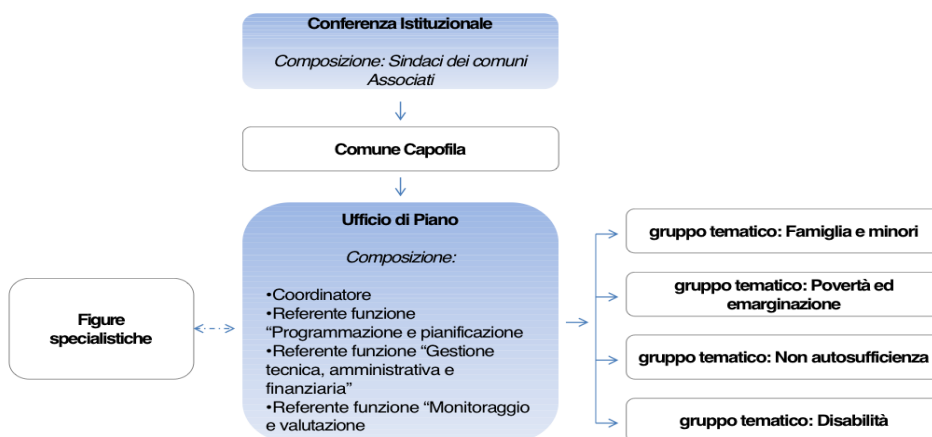 Conferenza Istituzionale
Composizione: Sindaci dei comuni
Associati
Comune Capofila
Ufficio di Piano
Composizione:
•Coordinatore
•Referente funzione
“Programmazione e pianificazione
•Referente funzione “Gestione
tecnica, amministrativa e
finanziaria”
•Referente funzione “Monitoraggio
e valutazione
Figure
specialistiche
gruppo tematico: Famiglia e minori
gruppo tematico: Povertà ed
emarginazione
gruppo tematico: Non autosufficienza
gruppo tematico: Disabilità